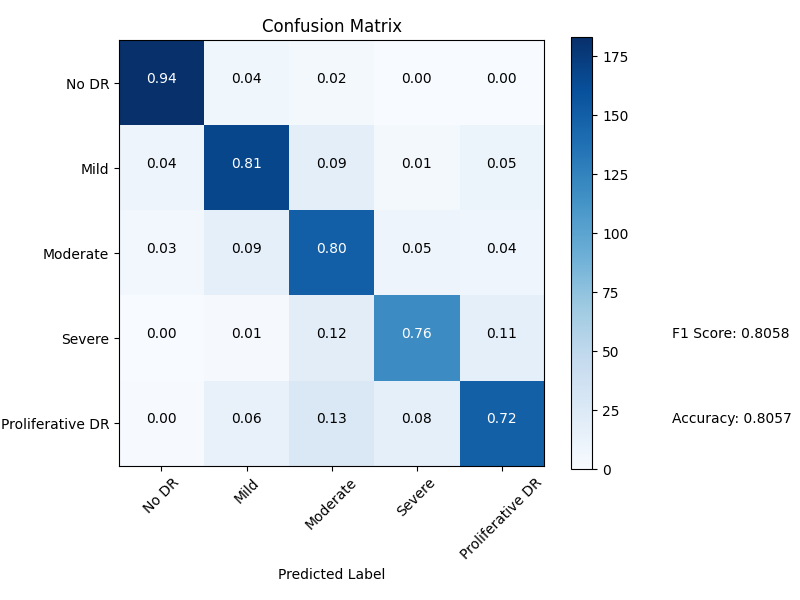 Confusion Matrix
No DR 0.94 0.04 0.02 0.00 0.00
Mild 0.04 0.81 0.09 0.01 0.05
Moderate 0.03 0.09 0.80 0.05 0.04
Severe 0.00 0.01 0.12 0.76 0.11
Proliferative DR 0.00 0.06 0.13 0.08 0.72
No DR Mild Moderate Severe Proliferative DR
Predicted Label
175
150
125
100
75
50
25
0
F1 Score: 0.8058
Accuracy: 0.8057